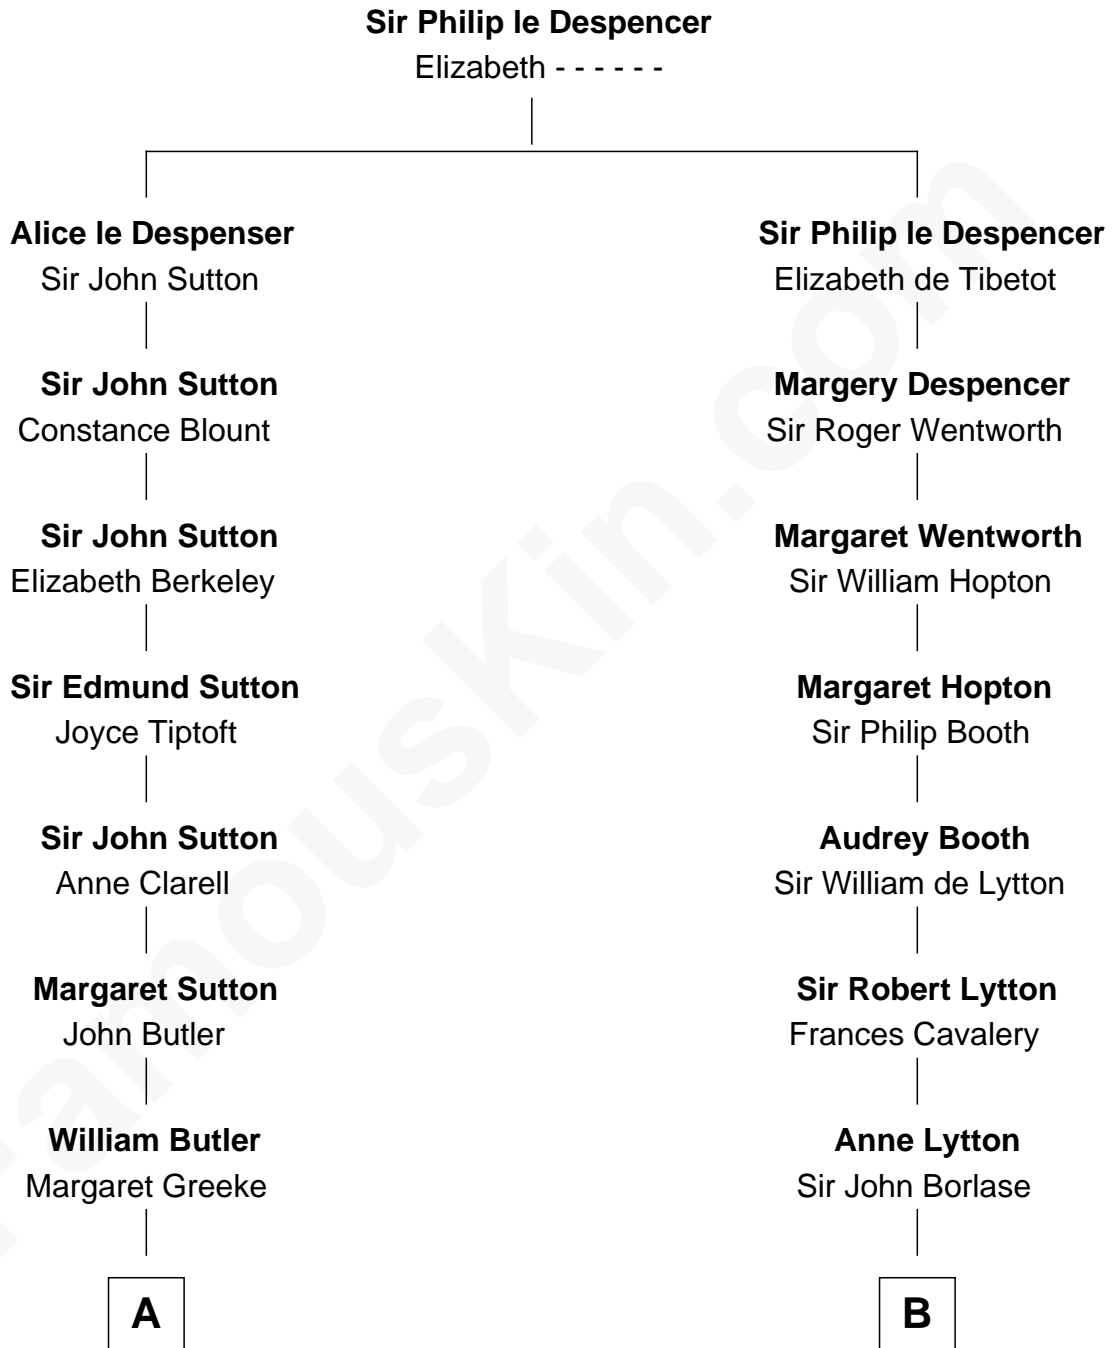 Sir Philip le Despencer
Elizabeth - - - - - -
Alice le Despenser
Sir John Sutton
Sir Philip le Despencer
Elizabeth de Tibetot
Sir John Sutton
Constance Blount
Margery Despencer
Sir Roger Wentworth
Sir John Sutton
Elizabeth Berkeley
Margaret Wentworth
Sir William Hopton
Sir Edmund Sutton
Joyce Tiptoft
Margaret Hopton
Sir Philip Booth
Sir John Sutton
Anne Clarell
Audrey Booth
Sir William de Lytton
Margaret Sutton
John Butler
Sir Robert Lytton
Frances Cavalery
William Butler
Margaret Greeke
Anne Lytton
Sir John Borlase
A
B
FamousKin.com